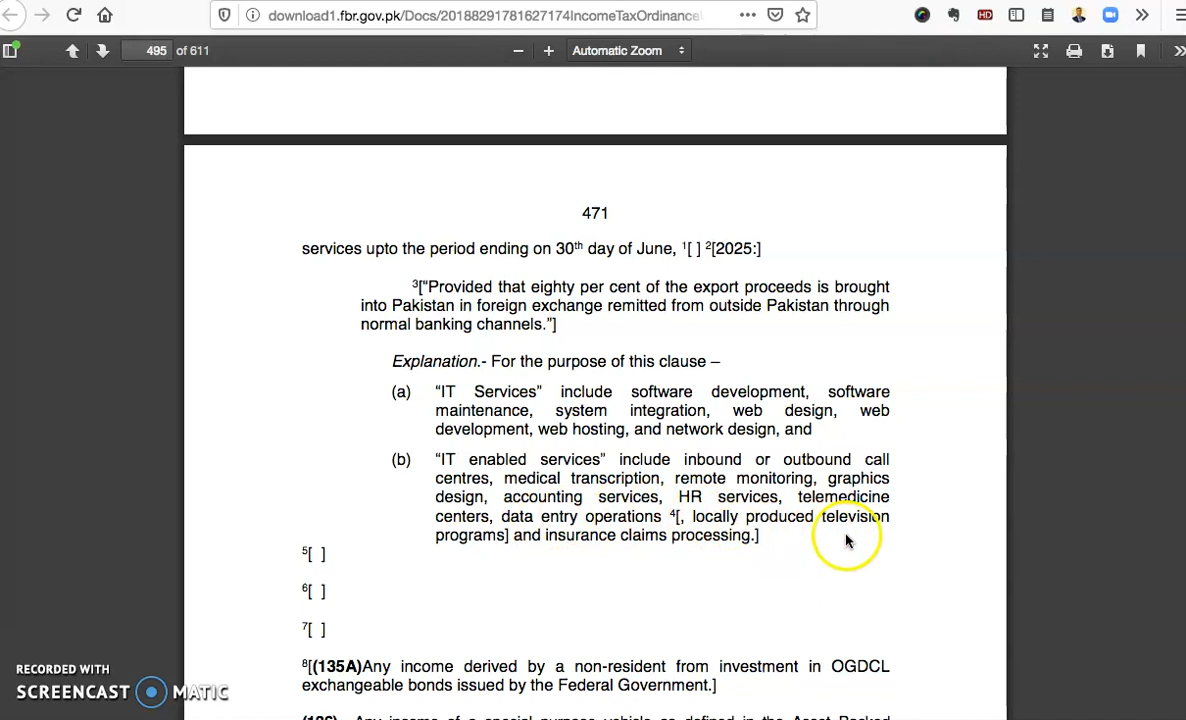 download1.fbr.gov.pk/Docs/20188291781627174IncomeTaxOrdinance
HD
495 of 611
Automatic Zoom
471
services upto the period ending on 30th day of June, 1[ ] 2[2025:]
3[“Provided that eighty per cent of the export proceeds is brought
into Pakistan in foreign exchange remitted from outside Pakistan through
normal banking channels.”]
Explanation.- For the purpose of this clause –
(a) “IT Services” include software development, software
maintenance, system integration, web design, web
development, web hosting, and network design, and
(b) “IT enabled services” include inbound or outbound call
centres, medical transcription, remote monitoring, graphics
design, accounting services, HR services, telemedicine
centers, data entry operations 4[, locally produced television
programs] and insurance claims processing.]
5[ ]
6[ ]
7[ ]
8[(135A)Any income derived by a non-resident from investment in OGDCL
exchangeable bonds issued by the Federal Government.]
RECORDED WITH
SCREENCAST MATIC